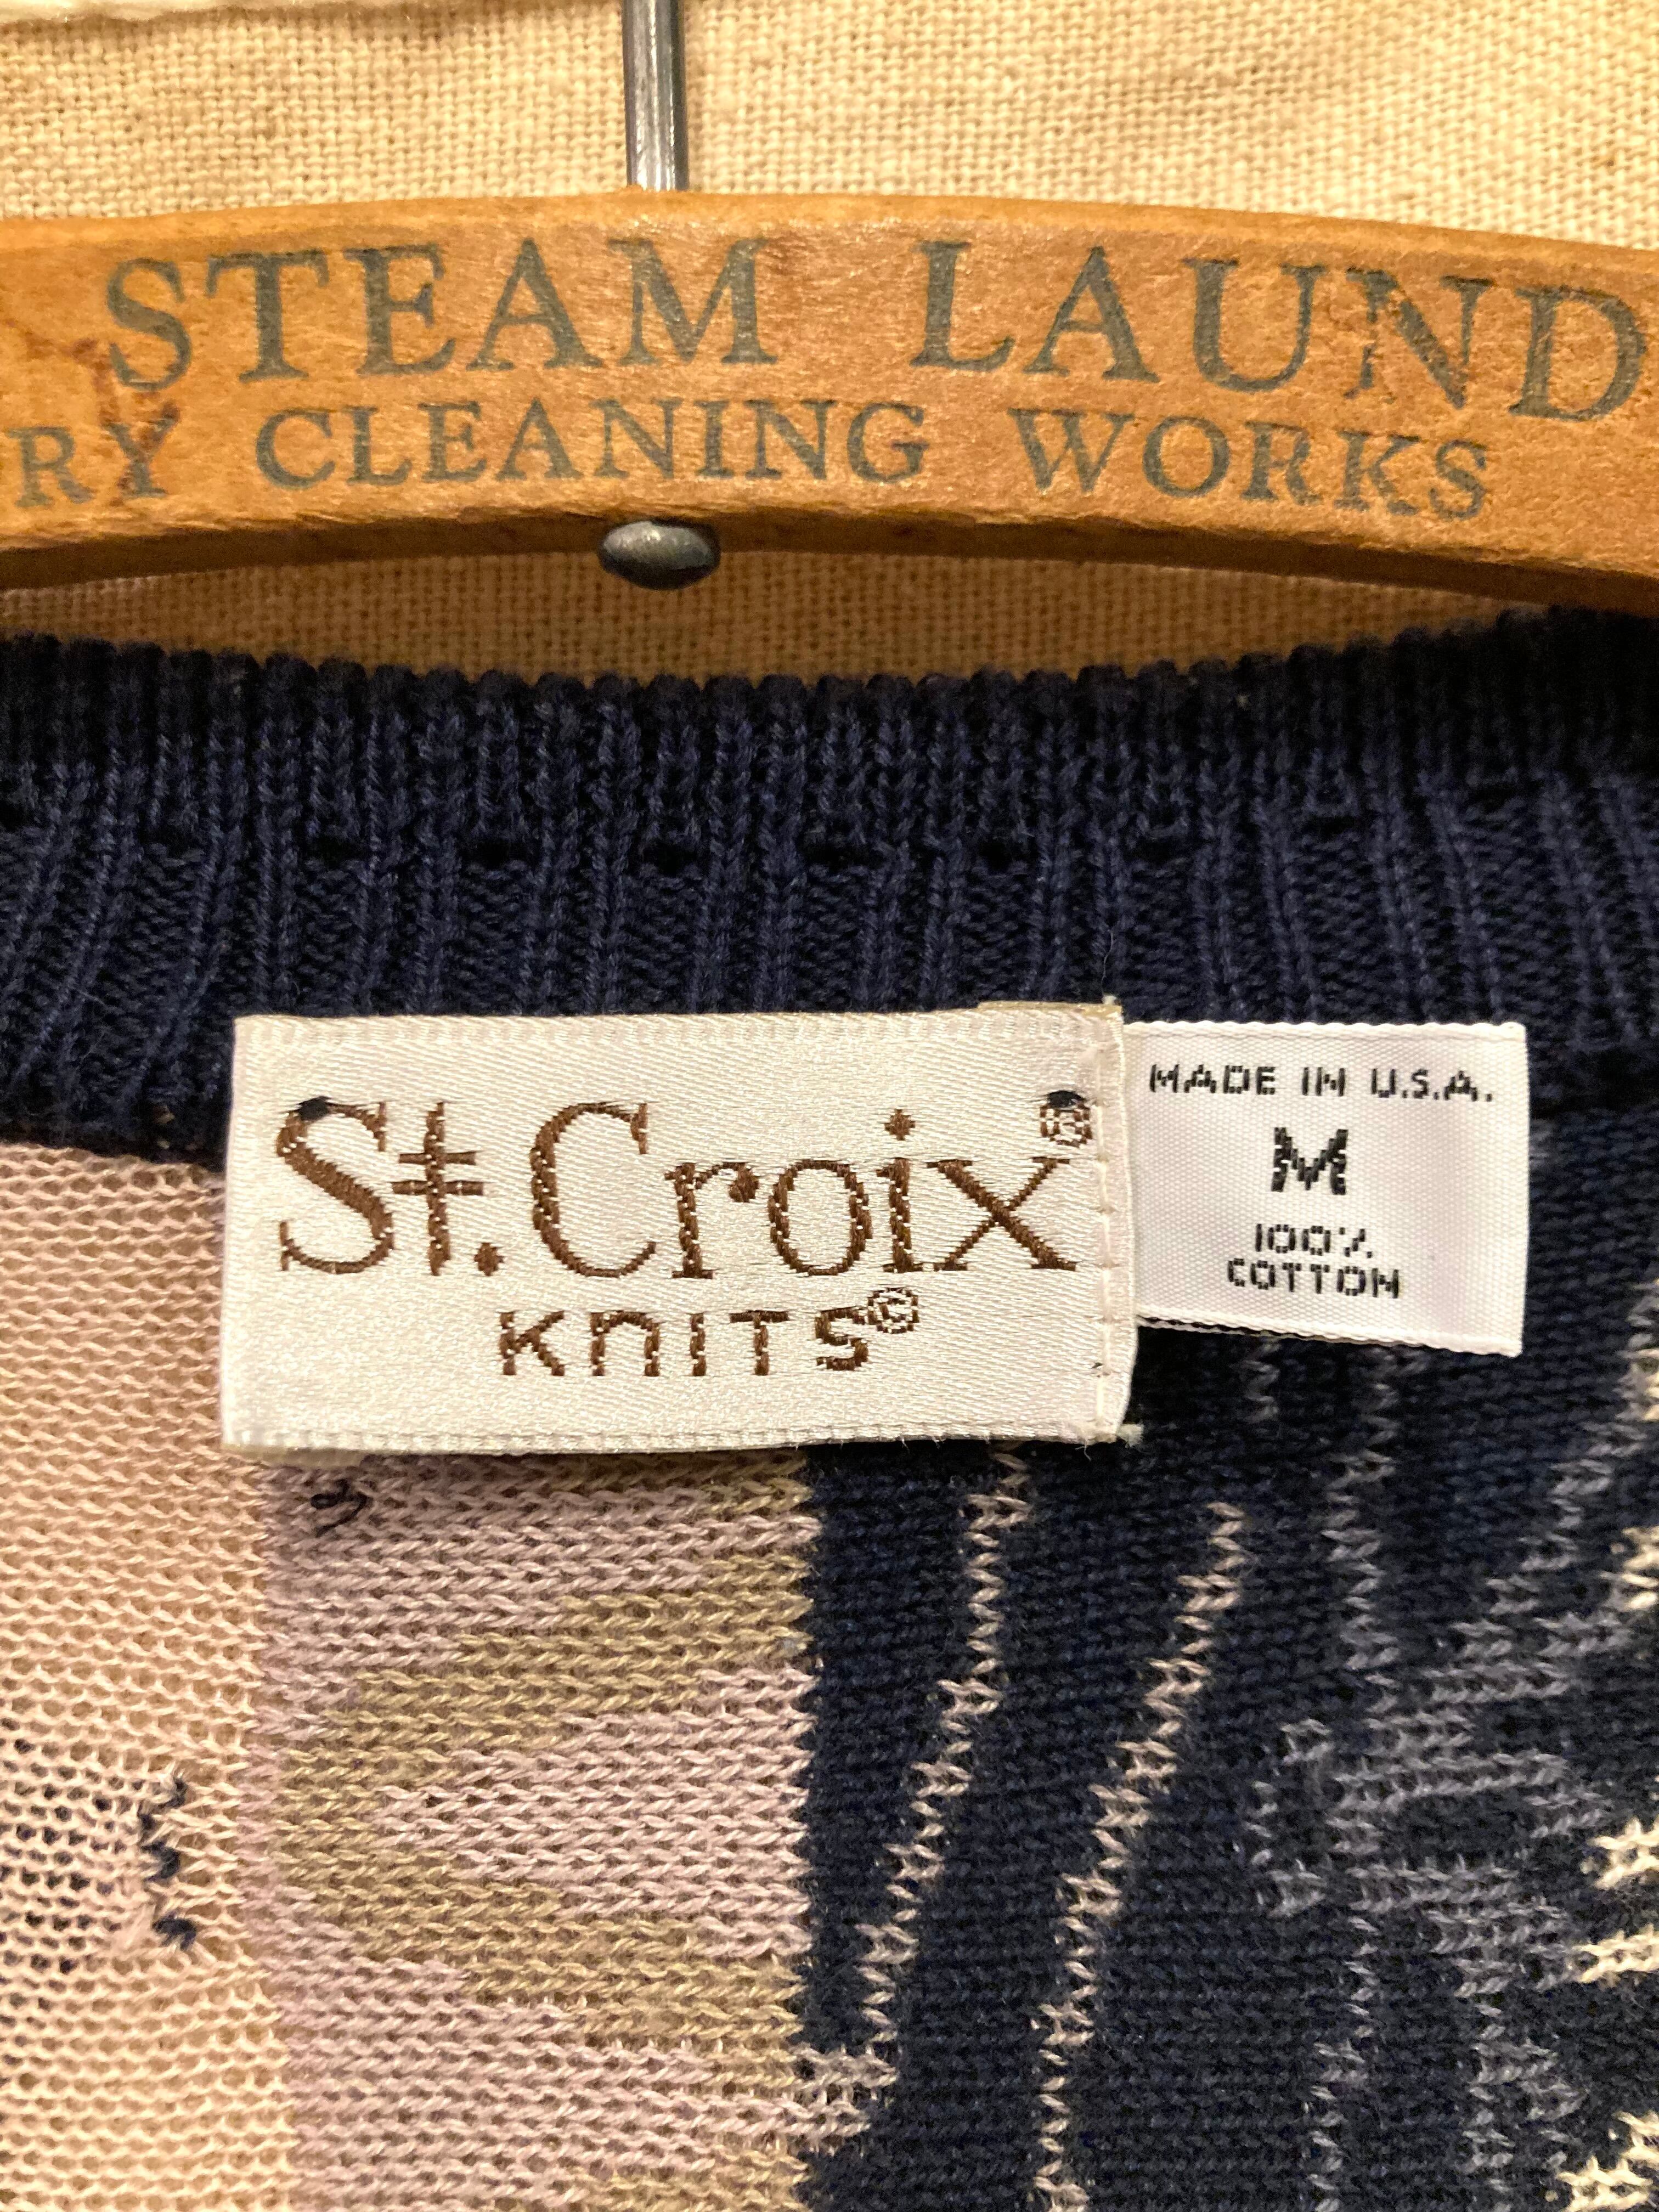 STEAM LAUND
RY CLEANING WORKS
St. Croix®
KNITS©
MADE IN U.S.A.
M
100%
COTTON